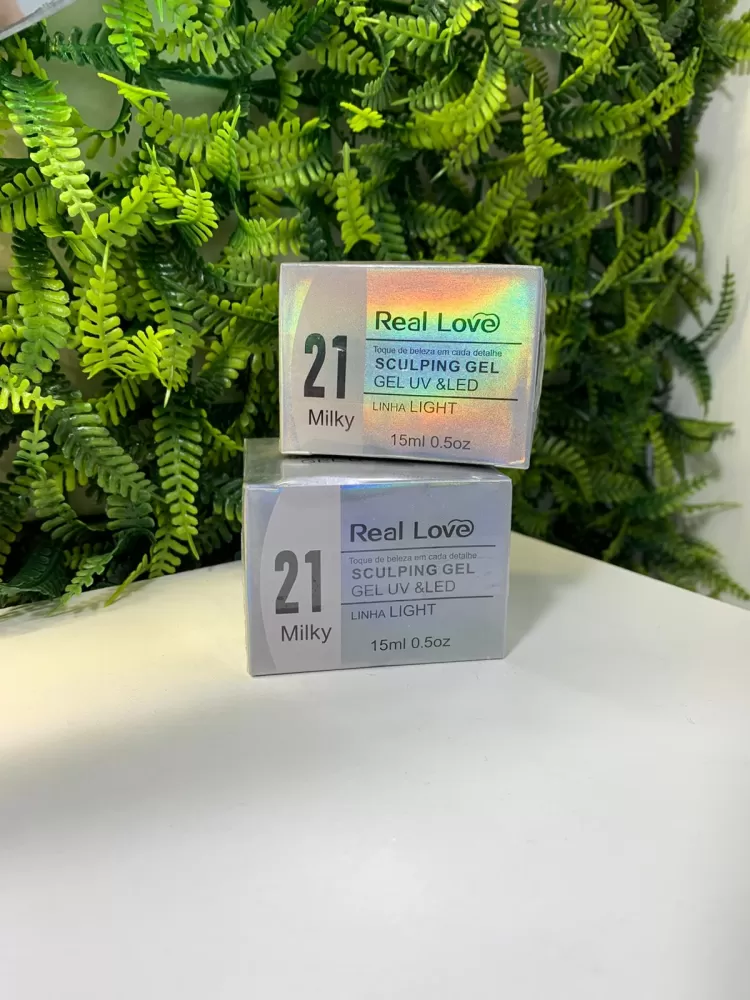 Real Love
21
Toque de beleza em cada detalhe
SCULPING GEL
GEL UV &LED
Milky
LINHA LIGHT
15ml 0.5oz
Real Love
21
Toque de beleza em cada detalhe
SCULPING GEL
GEL UV &LED
Milky
LINHA LIGHT
15ml 0.5oz